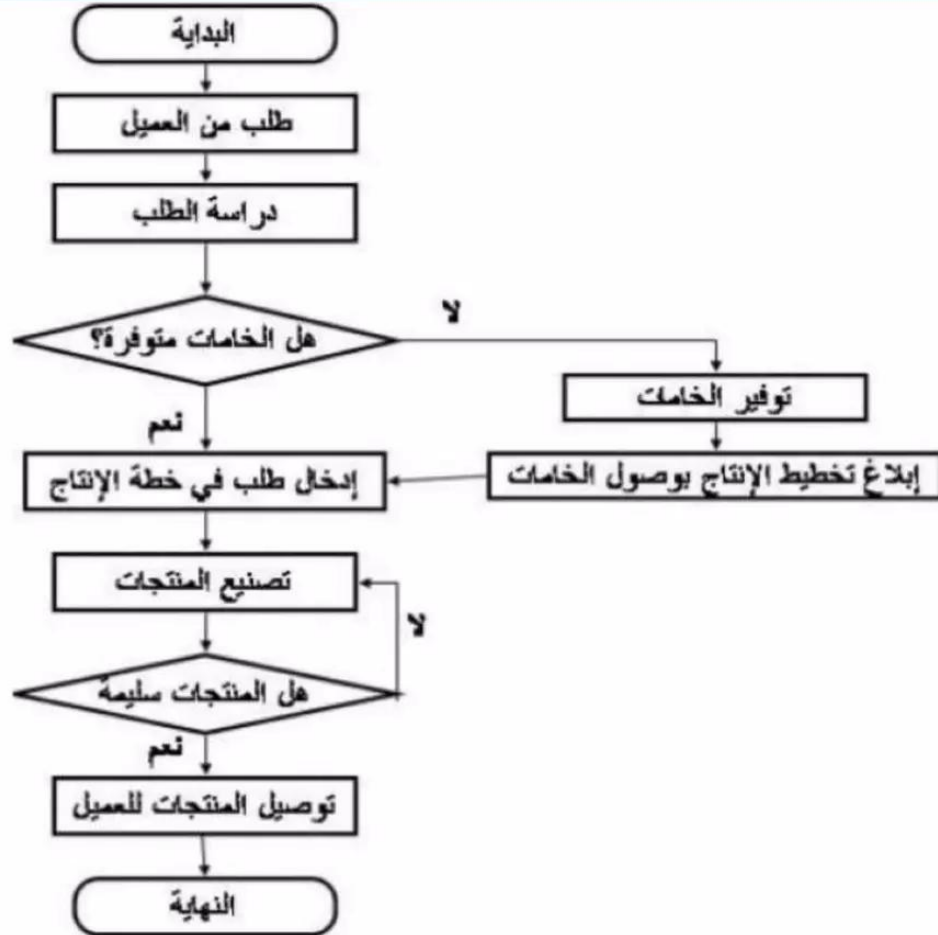 البداية
طلب من العميل
دراسة الطلب
هل الخامات متوفرة؟
لا
توفير الخامات
نعم
إدخال طلب في خطة الإنتاج
إبلاغ تخطيط الإنتاج بوصول الخامات
تصنيع المنتجات
لا
هل المنتجات سليمة
نعم
توصيل المنتجات للعميل
النهاية